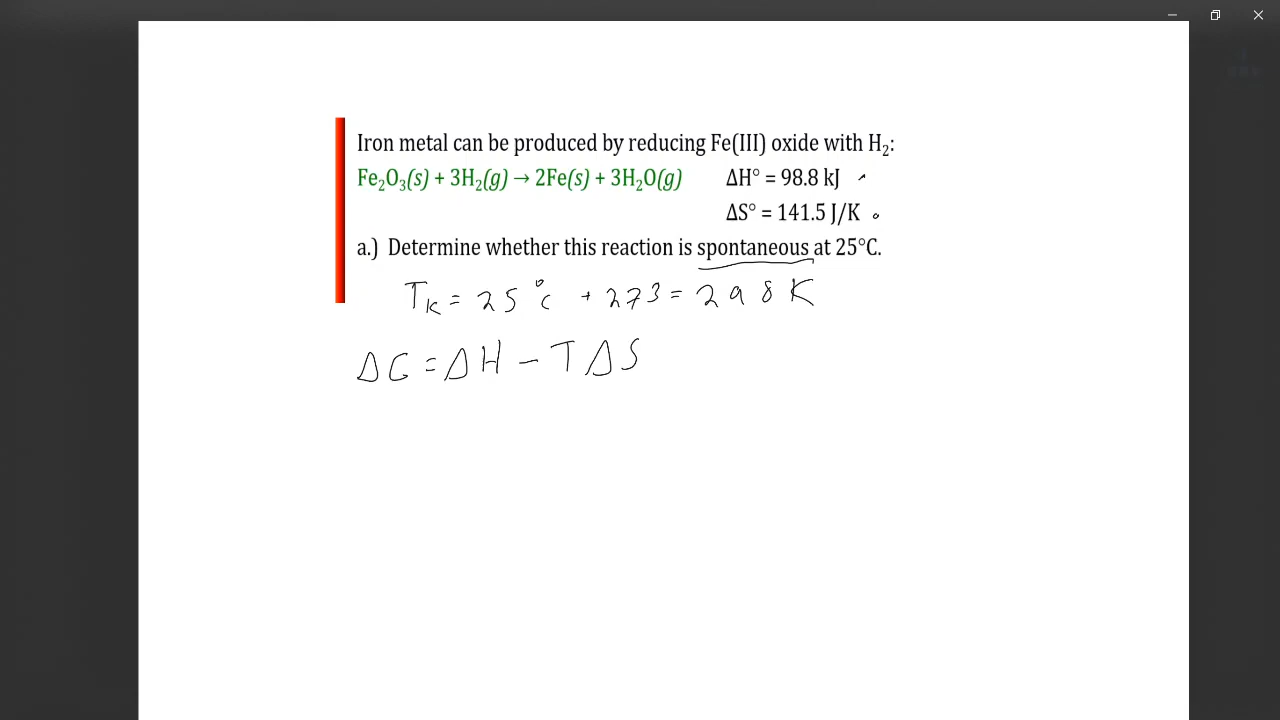 Iron metal can be produced by reducing Fe(III) oxide with H₂:
Fe₂O₃(s) + 3H₂(g) → 2Fe(s) + 3H₂O(g) ΔH° = 98.8 kJ
ΔS° = 141.5 J/K
a.) Determine whether this reaction is spontaneous at 25°C.
T_K = 25 °C + 273 = 298 K
ΔG = ΔH − TΔS